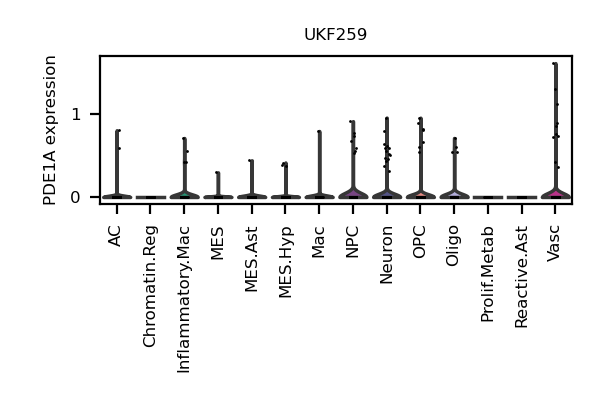 UKF259
PDE1A expression
1
0
AC
Chromatin.Reg
Inflammatory.Mac
MES
MES.Ast
MES.Hyp
Mac
NPC
Neuron
OPC
Oligo
Prolif.Metab
Reactive.Ast
Vasc